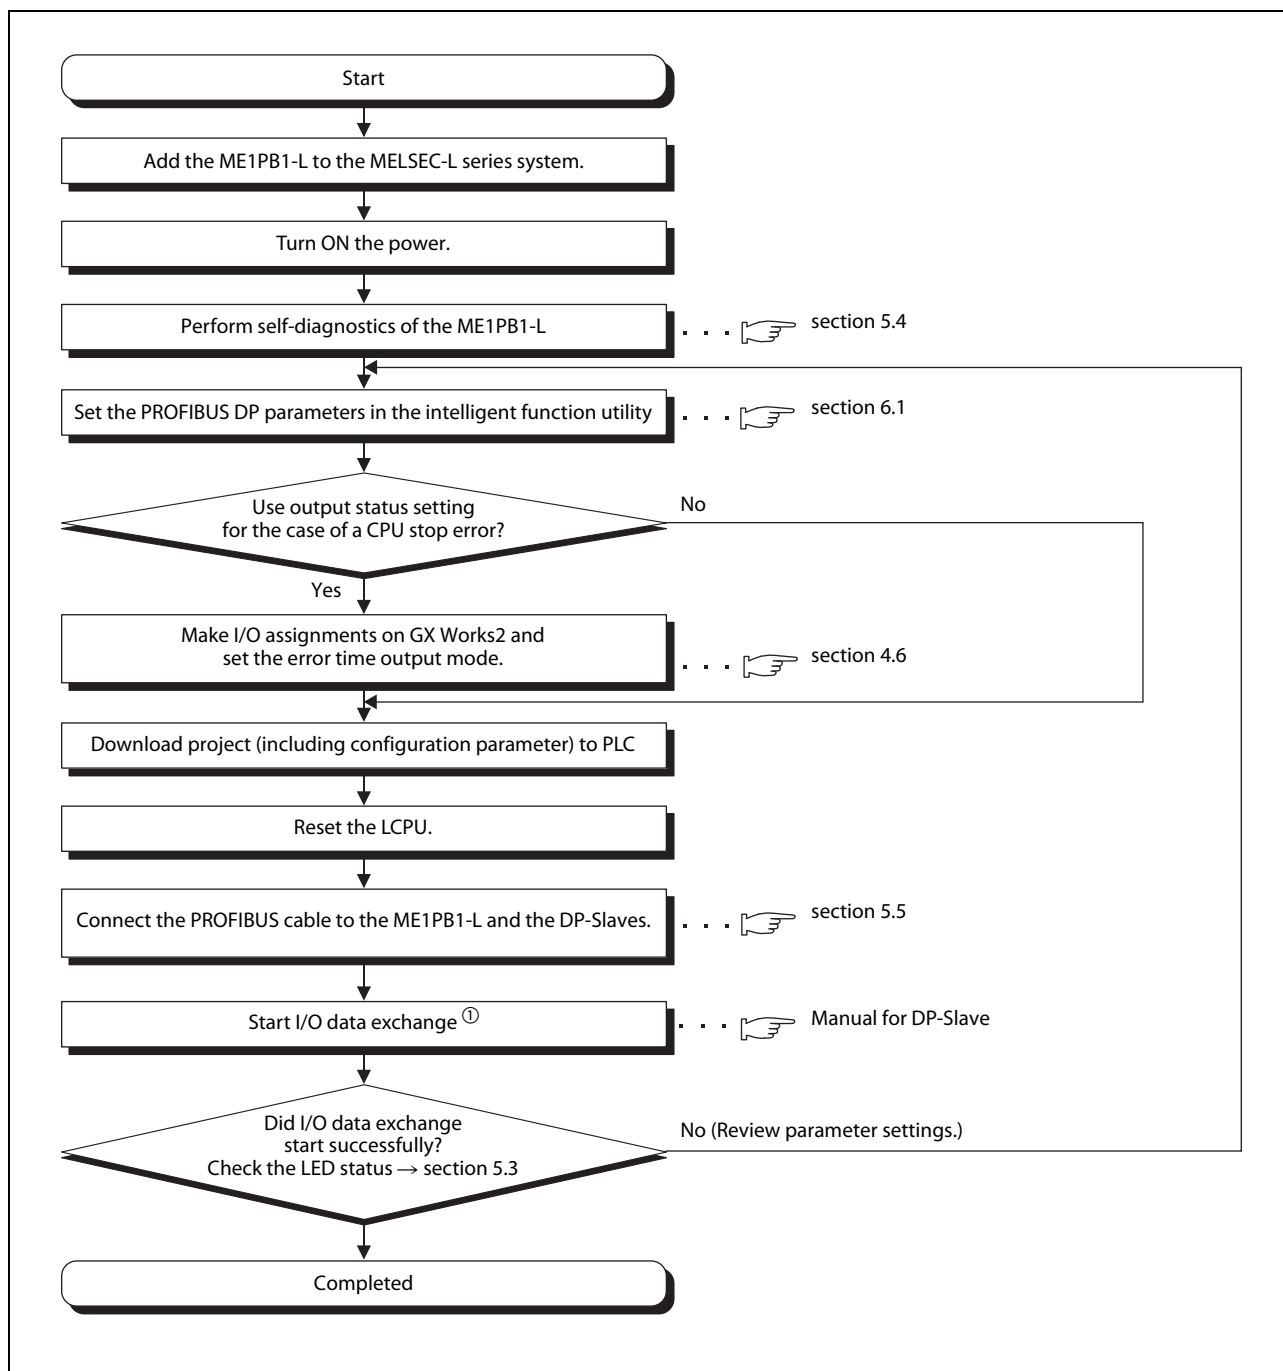 Start
Add the ME1PB1-L to the MELSEC-L series system.
Turn ON the power.
Perform self-diagnostics of the ME1PB1-L
section 5.4
Set the PROFIBUS DP parameters in the intelligent function utility
section 6.1
Use output status setting
for the case of a CPU stop error?
No
Yes
Make I/O assignments on GX Works2 and
set the error time output mode.
section 4.6
Download project (including configuration parameter) to PLC
Reset the LCPU.
Connect the PROFIBUS cable to the ME1PB1-L and the DP-Slaves.
section 5.5
Start I/O data exchange ①
Manual for DP-Slave
Did I/O data exchange
start successfully?
Check the LED status → section 5.3
No (Review parameter settings.)
Completed